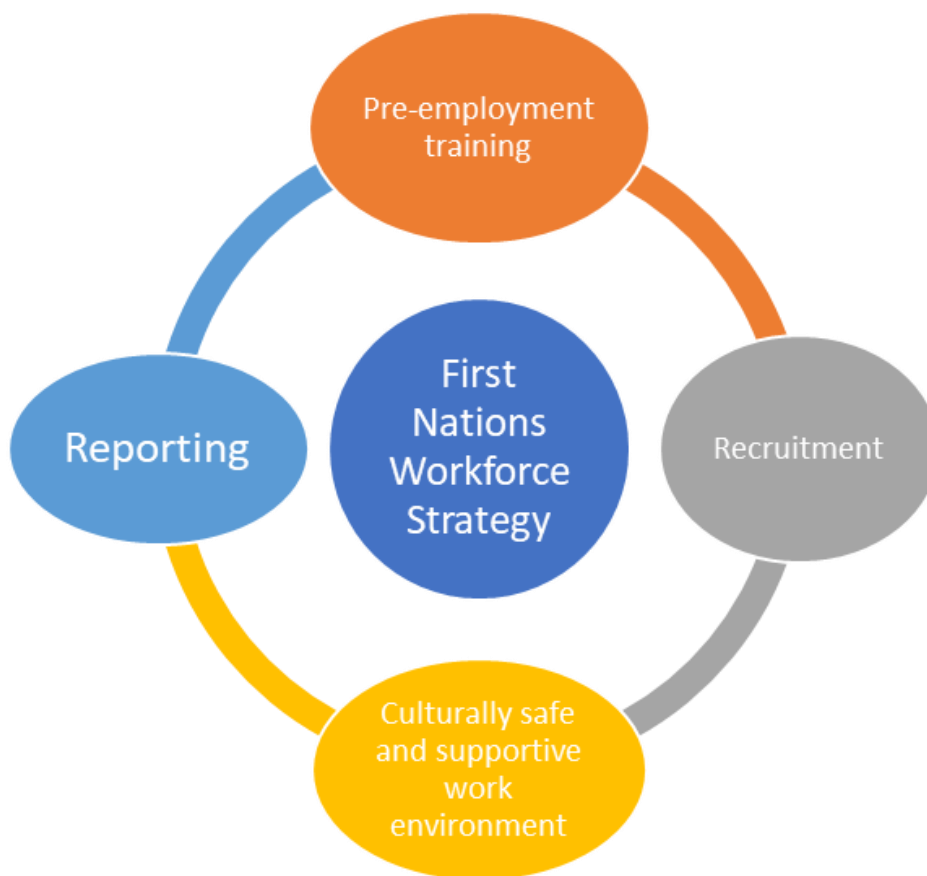 Pre-employment
training
First
Nations
Workforce
Strategy
Reporting
Recruitment
Culturally safe
and supportive
work
environment